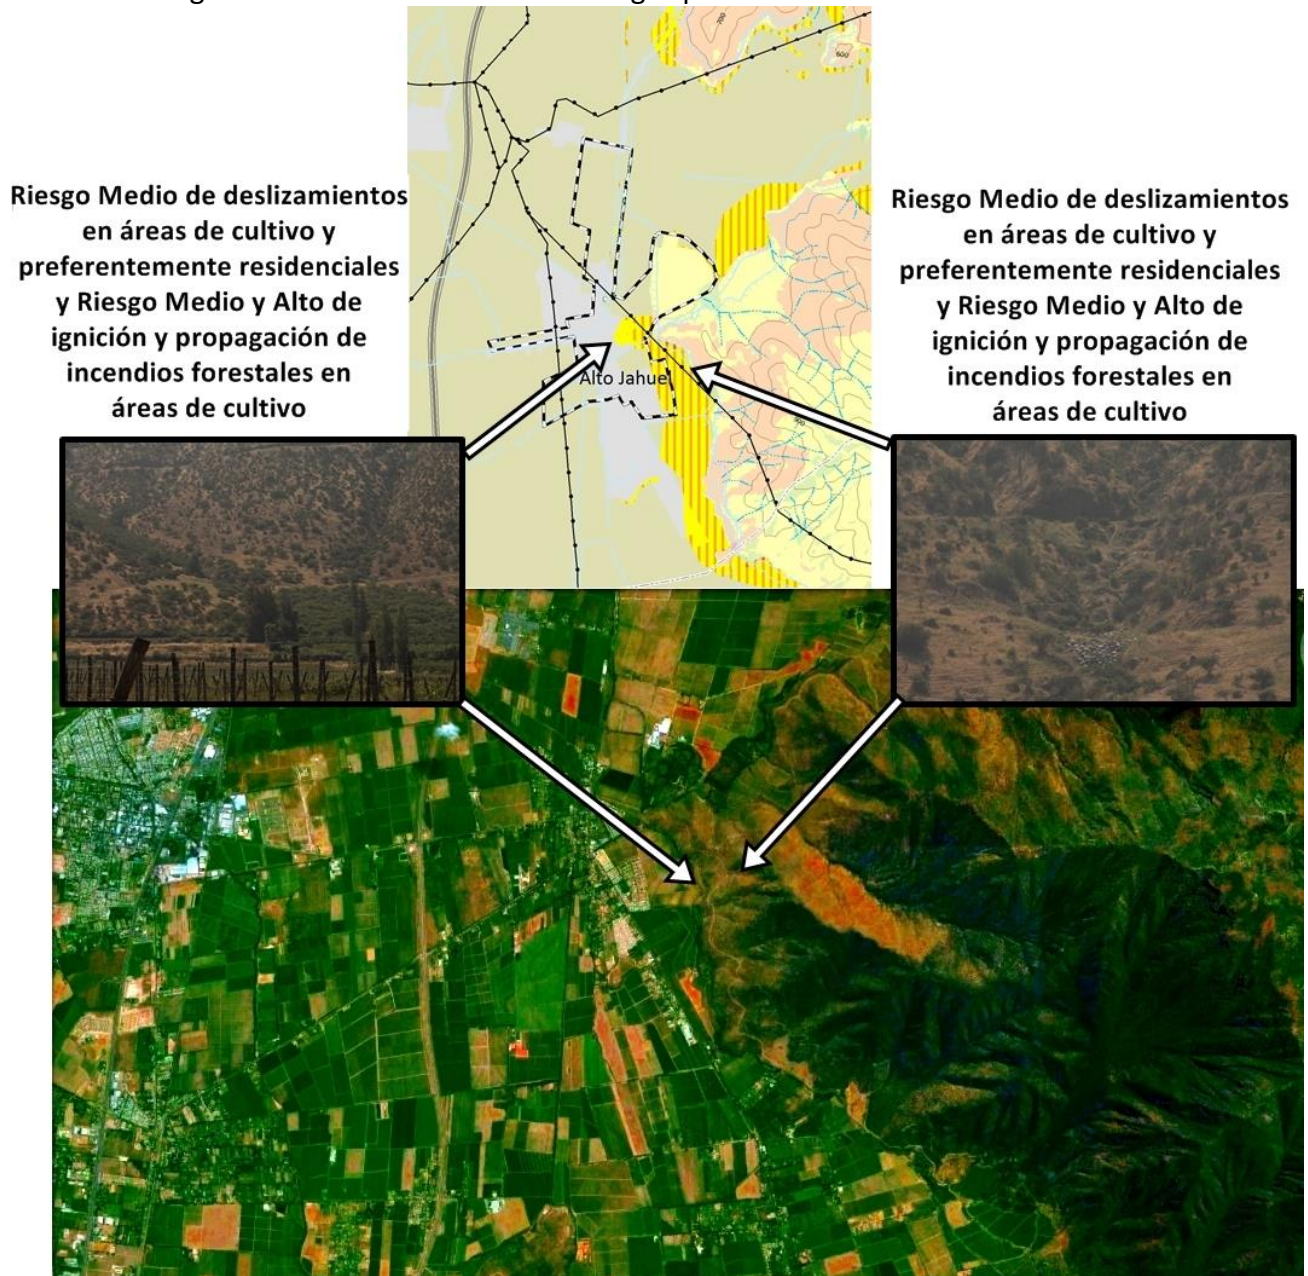 Riesgo Medio de deslizamientos
en áreas de cultivo y
preferentemente residenciales
y Riesgo Medio y Alto de
ignición y propagación de
incendios forestales en
áreas de cultivo
700
600
Alto Jahuel
Riesgo Medio de deslizamientos
en áreas de cultivo y
preferentemente residenciales
y Riesgo Medio y Alto de
ignición y propagación de
incendios forestales en
áreas de cultivo